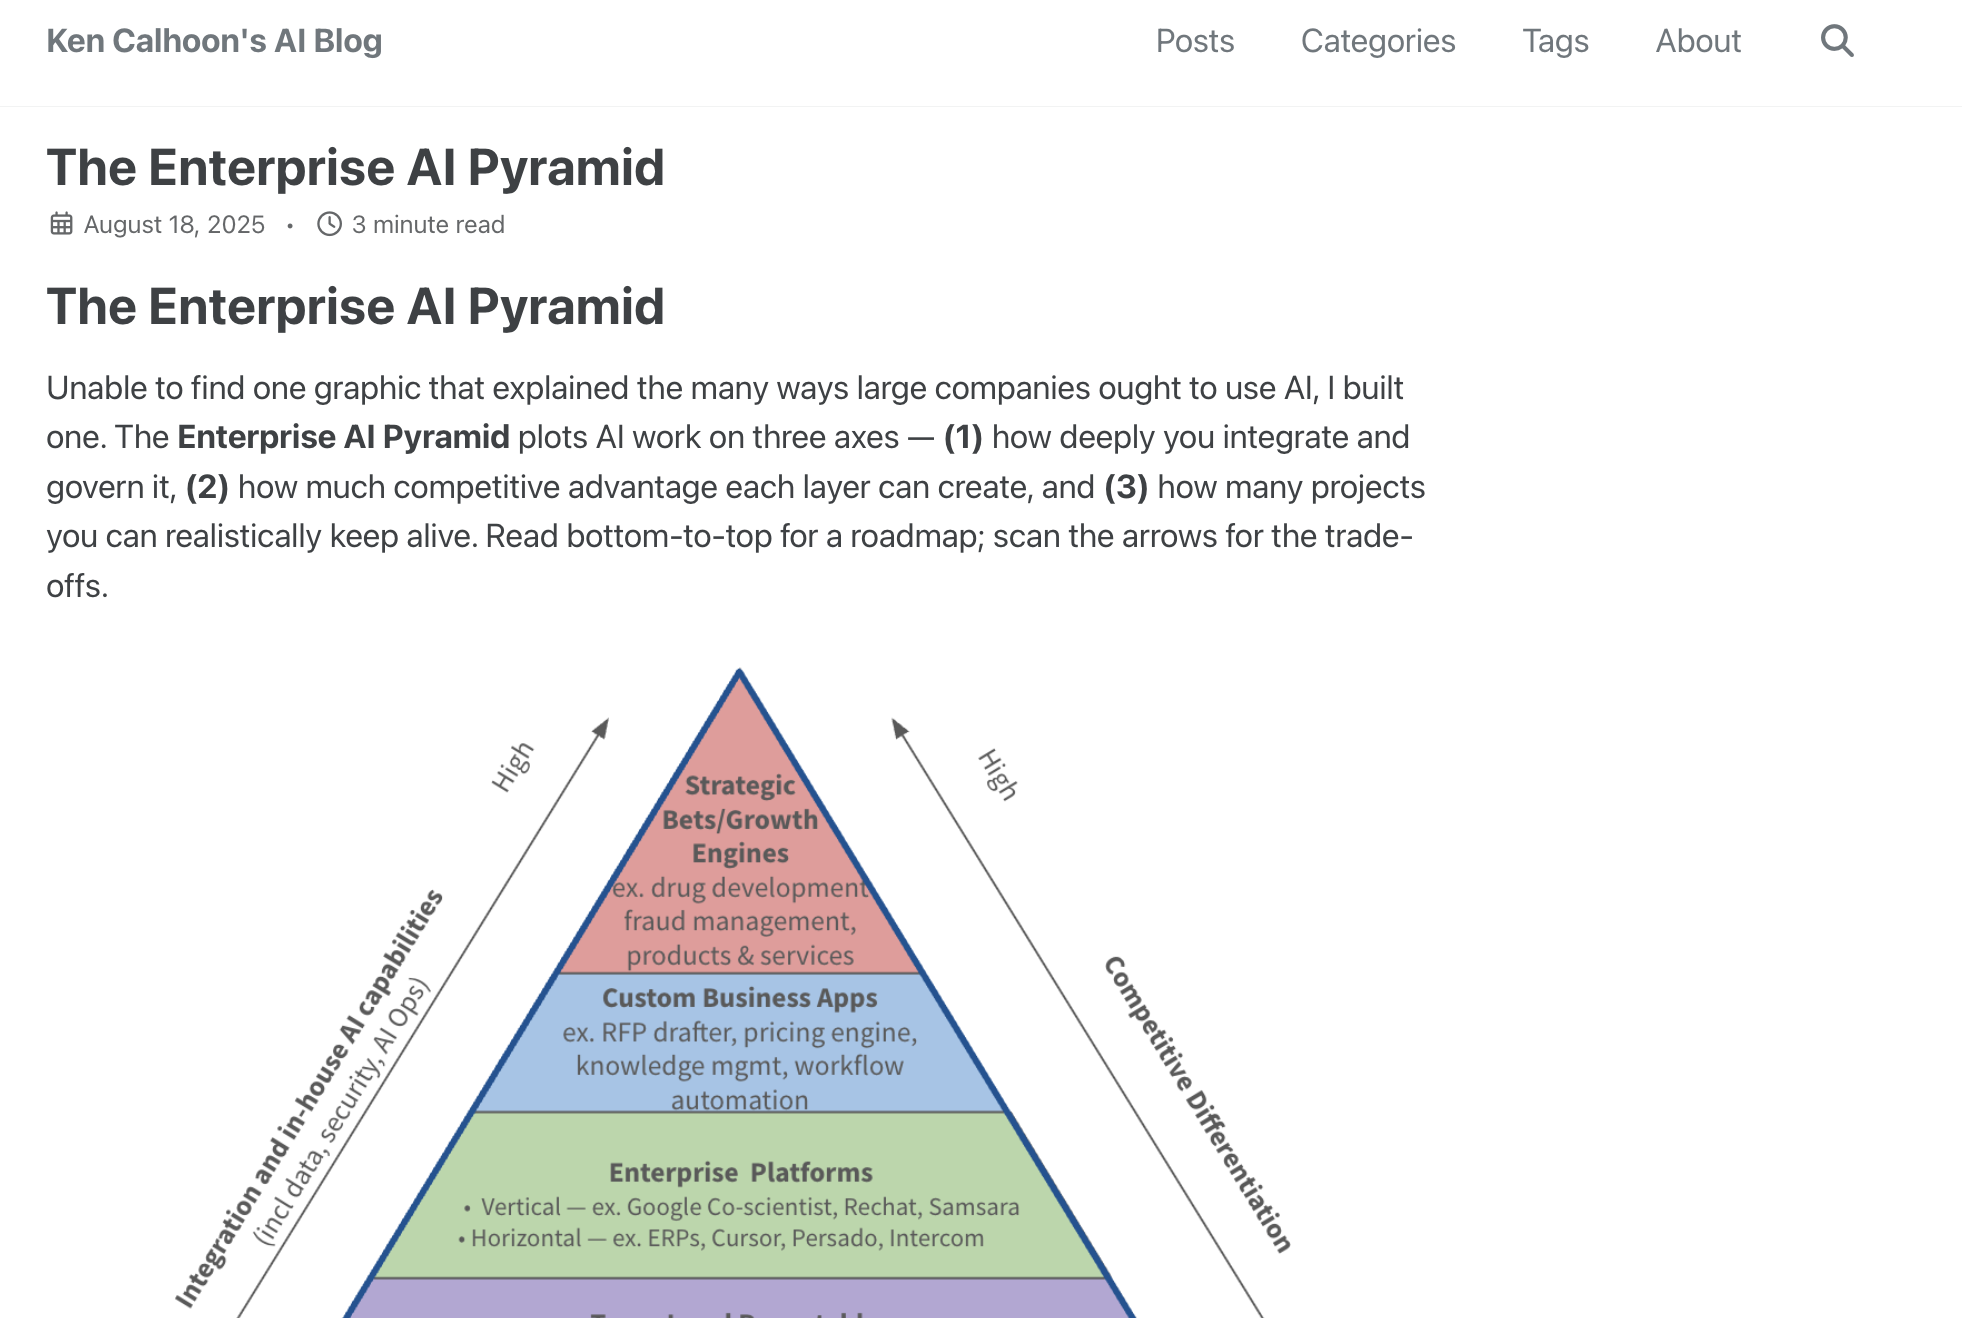 Ken Calhoon's AI Blog
Posts
Categories
Tags
About
The Enterprise AI Pyramid
August 18, 2025 • 3 minute read
The Enterprise AI Pyramid
Unable to find one graphic that explained the many ways large companies ought to use AI, I built
one. The Enterprise AI Pyramid plots AI work on three axes — (1) how deeply you integrate and
govern it, (2) how much competitive advantage each layer can create, and (3) how many projects
you can realistically keep alive. Read bottom-to-top for a roadmap; scan the arrows for the trade-
offs.
High
Integration and in-house AI capabilities
(incl data, security, AI Ops)
Strategic
Bets/Growth
Engines
ex. drug development
fraud management,
products & services
Custom Business Apps
ex. RFP drafter, pricing engine,
knowledge mgmt, workflow
automation
Enterprise Platforms
• Vertical — ex. Google Co-scientist, Rechat, Samsara
• Horizontal — ex. ERPs, Cursor, Persado, Intercom
High
Competitive Differentiation